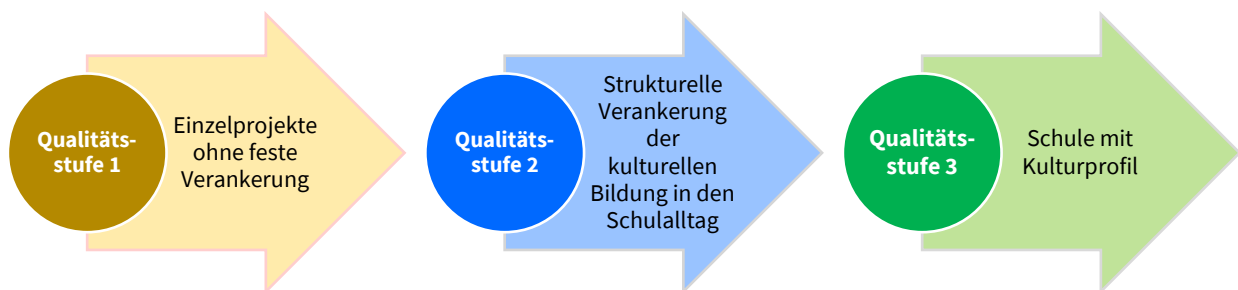 Qualitäts-
stufe 1
Einzelprojekte
ohne feste
Verankerung
Qualitäts-
stufe 2
Strukturelle
Verankerung
der
kulturellen
Bildung in den
Schulalltag
Qualitäts-
stufe 3
Schule mit
Kulturprofil